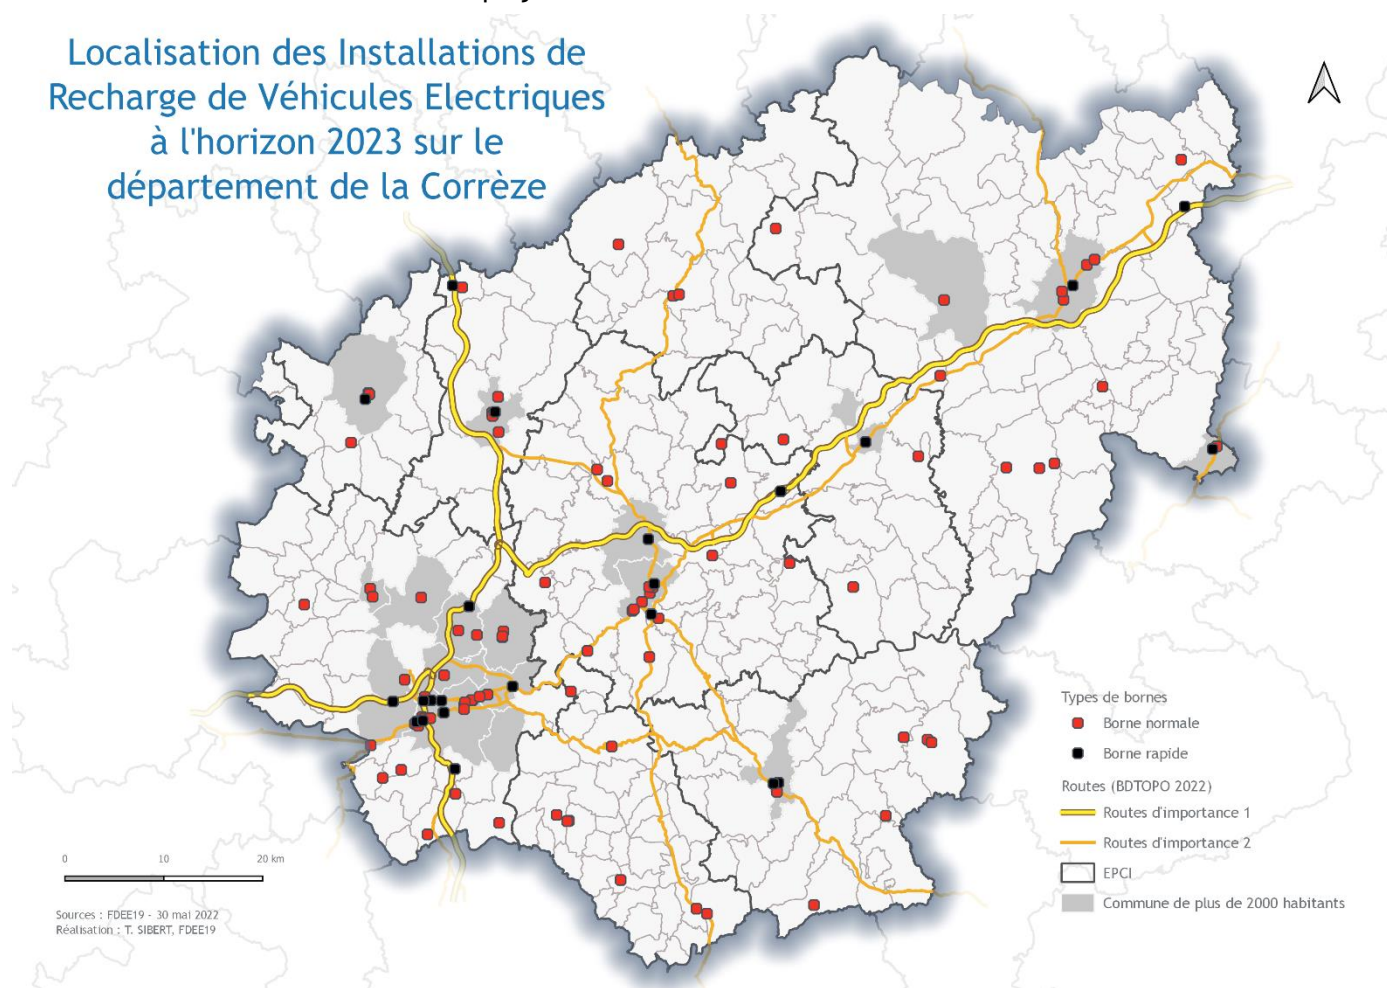 Localisation des Installations de
Recharge de Véhicules Electriques
à l'horizon 2023 sur le
département de la Corrèze
Types de bornes
Borne normale
Borne rapide
Routes (BDTOPO 2022)
Routes d'importance 1
Routes d'importance 2
EPCI
Commune de plus de 2000 habitants
0 10 20 km
Sources : FDEE19 - 30 mai 2022
Réalisation : T. SIBERT, FDEE19